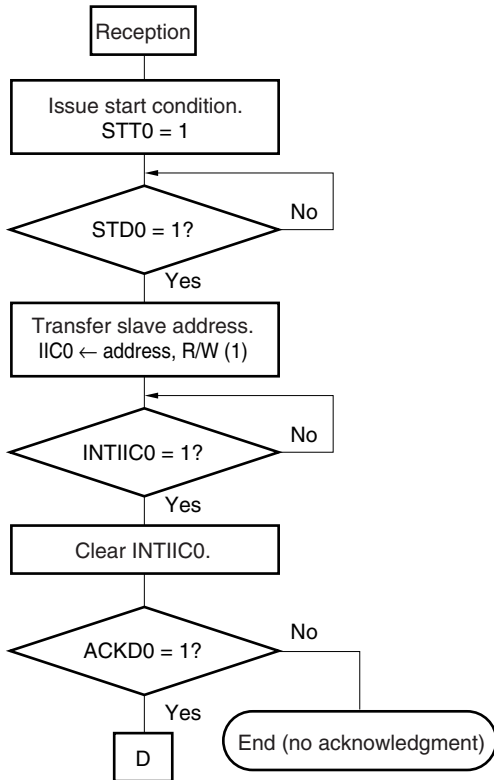 Reception
Issue start condition.
STT0 = 1
No
STD0 = 1?
Yes
Transfer slave address.
IIC0 ← address, R/W (1)
No
INTIIC0 = 1?
Yes
Clear INTIIC0.
No
ACKD0 = 1?
Yes
D
End (no acknowledgment)